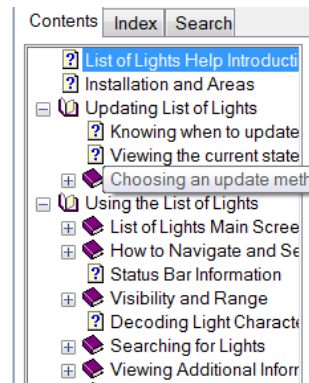 Contents Index Search
List of Lights Help Introducti
Installation and Areas
Updating List of Lights
Knowing when to update
Viewing the current state
Choosing an update meth
Using the List of Lights
List of Lights Main Scree
How to Navigate and Se
Status Bar Information
Visibility and Range
Decoding Light Characte
Searching for Lights
Viewing Additional Inform